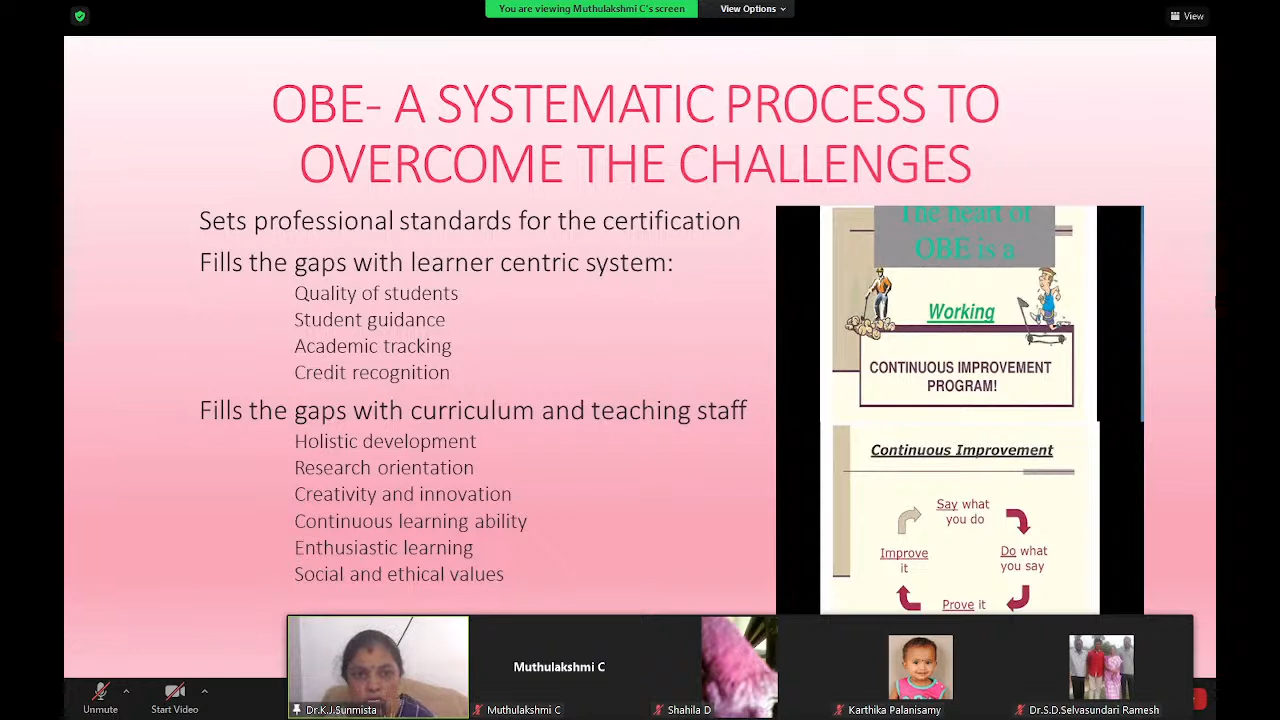 You are viewing Muthulakshmi C's screen
View Options
View
OBE- A SYSTEMATIC PROCESS TO
OVERCOME THE CHALLENGES
Sets professional standards for the certification
Fills the gaps with learner centric system:
Quality of students
Student guidance
Academic tracking
Credit recognition
Fills the gaps with curriculum and teaching staff
Holistic development
Research orientation
Creativity and innovation
Continuous learning ability
Enthusiastic learning
Social and ethical values
The heart of
OBE is a
Working
CONTINUOUS IMPROVEMENT
PROGRAM!
Continuous Improvement
Say what
you do
Do what
you say
Prove it
Improve
it
Unmute
Start Video
Dr.K.J.Sunmista
Muthulakshmi C
Muthulakshmi C
Shahila D
Karthika Palanisamy
Dr.S.D.Selvasundari Ramesh